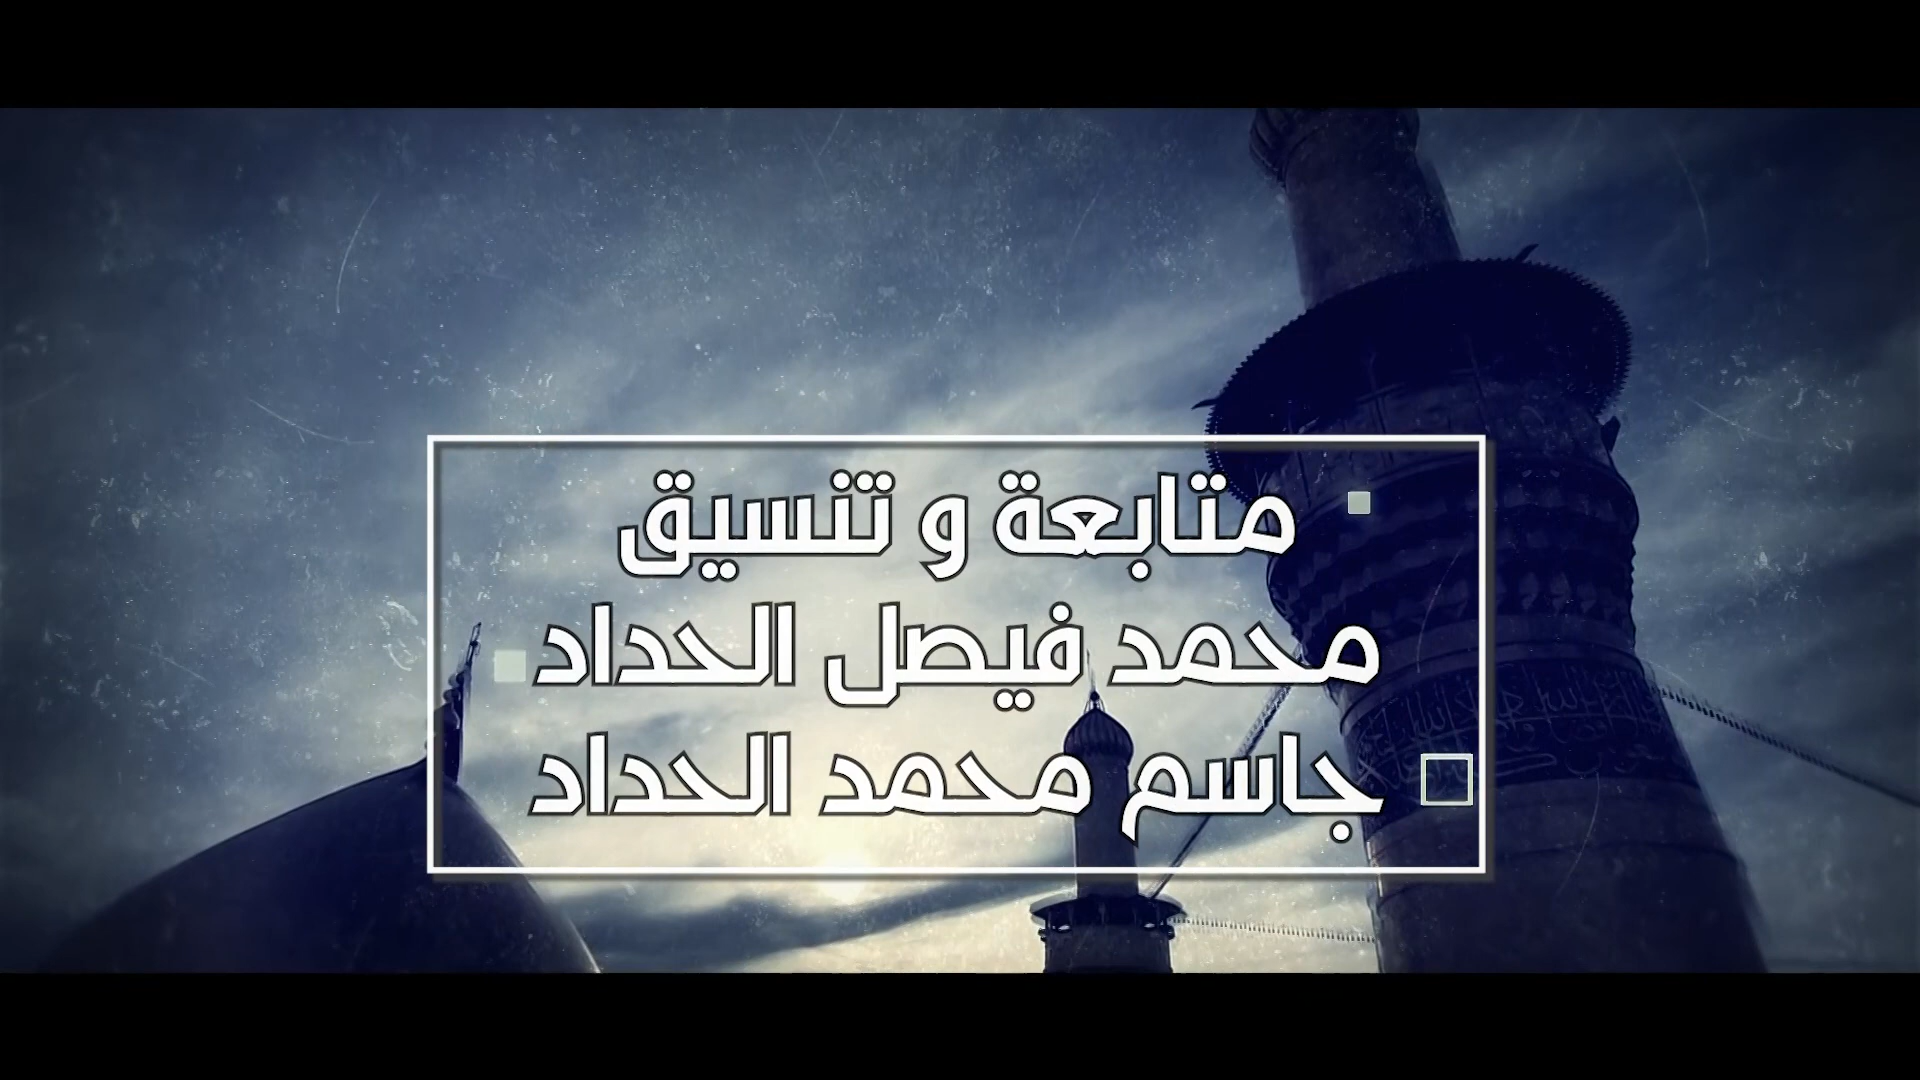 متابعة و تنسيق
محمد فيصل الحداد
جاسم محمد الحداد